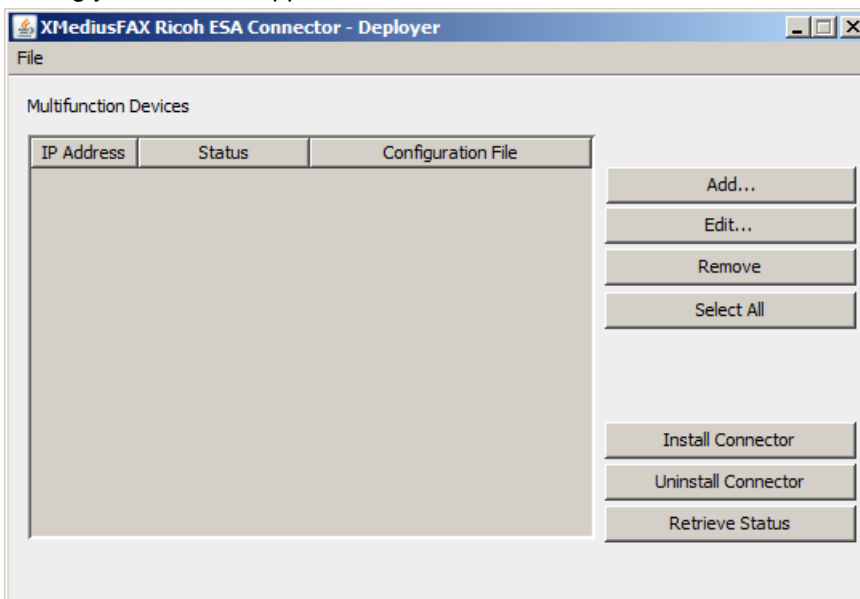 XMediusFAX Ricoh ESA Connector - Deployer
File
Multifunction Devices
IP Address Status Configuration File
Add...
Edit...
Remove
Select All
Install Connector
Uninstall Connector
Retrieve Status